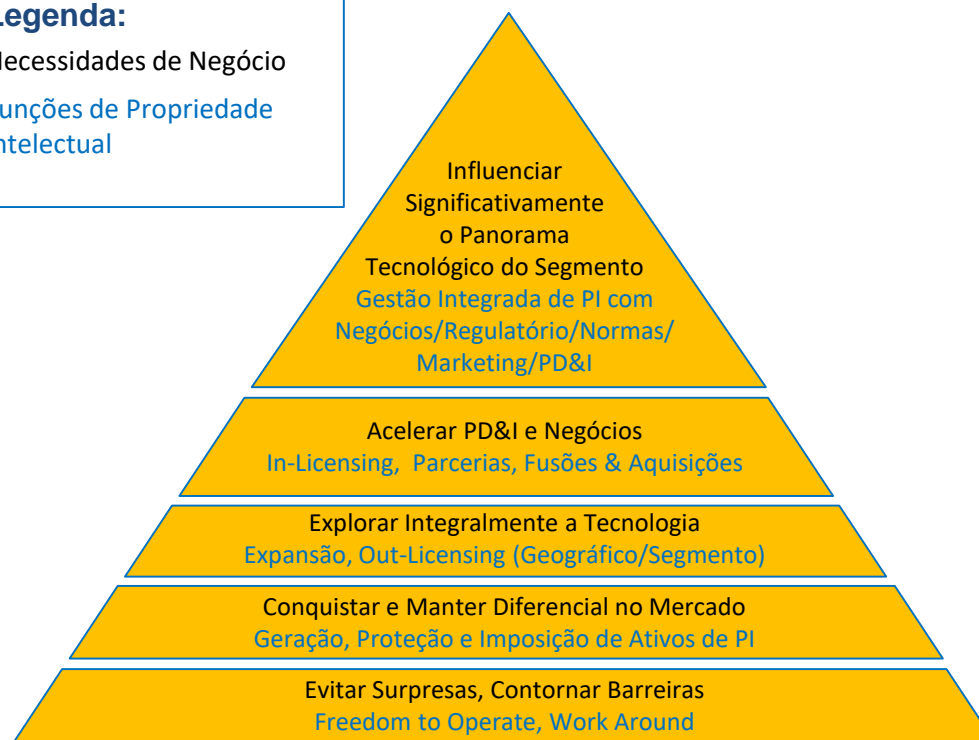 Legenda:
Necessidades de Negócio
Funções de Propriedade
Intelectual
Influenciar
Significativamente
o Panorama
Tecnológico do Segmento
Gestão Integrada de PI com
Negócios/Regulatório/Normas/
Marketing/PD&I
Acelerar PD&I e Negócios
In-Licensing, Parcerias, Fusões & Aquisições
Explorar Integralmente a Tecnologia
Expansão, Out-Licensing (Geográfico/Segmento)
Conquistar e Manter Diferencial no Mercado
Geração, Proteção e Imposição de Ativos de PI
Evitar Surpresas, Contornar Barreiras
Freedom to Operate, Work Around